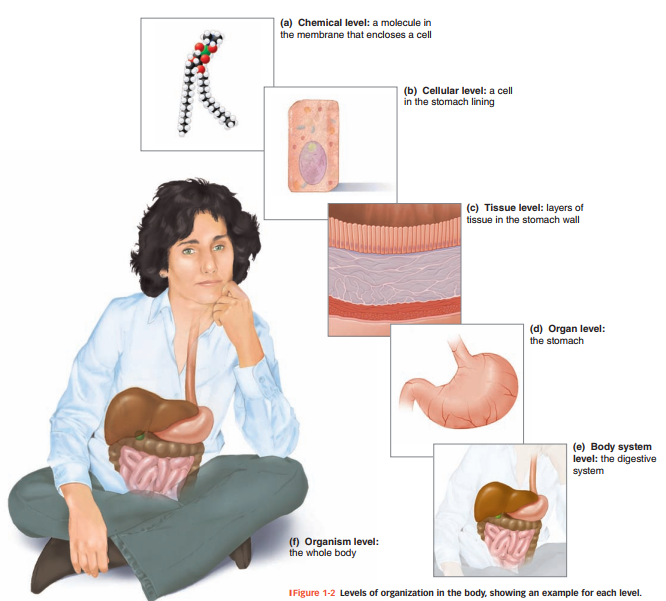 (a) Chemical level: a molecule in
the membrane that encloses a cell
(b) Cellular level: a cell
in the stomach lining
(c) Tissue level: layers of
tissue in the stomach wall
(d) Organ level:
the stomach
(e) Body system
level: the digestive
system
(f) Organism level:
the whole body
Figure 1-2 Levels of organization in the body, showing an example for each level.